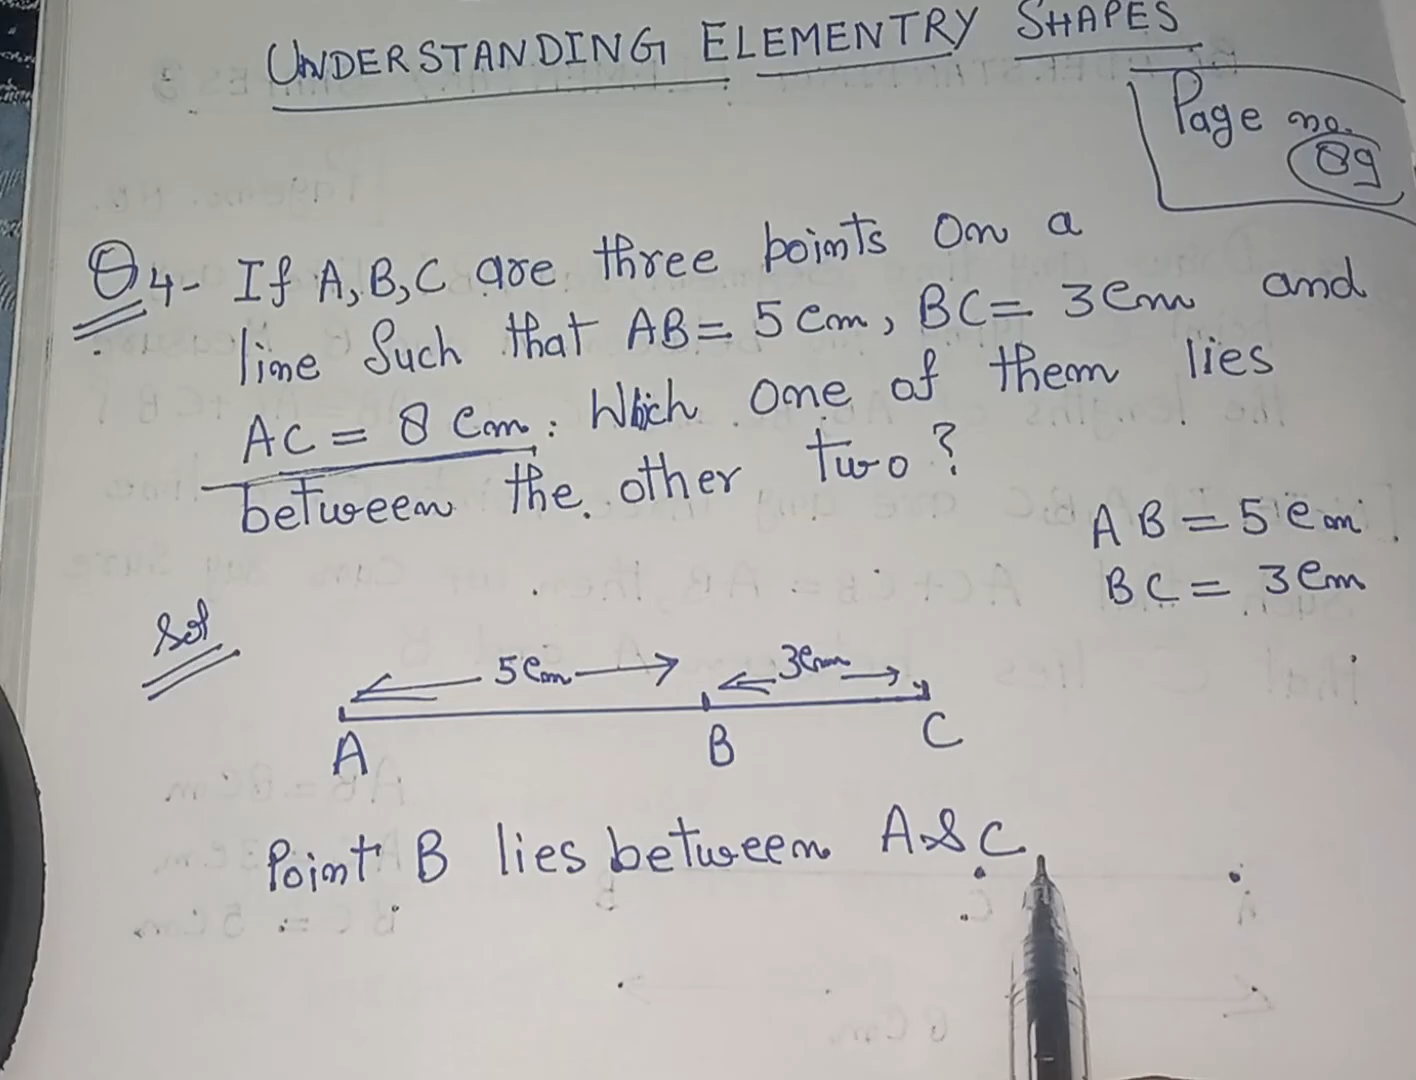 UNDERSTANDING ELEMENTRY SHAPES
Page no.
89
Q4- If A, B, C are three points on a
line Such that AB = 5 cm, BC = 3 cm and
AC = 8 cm. Which one of them lies
between the other two?
AB = 5 cm
BC = 3 cm
Sol
5 cm 3 cm
A B C
Point B lies between A & C.